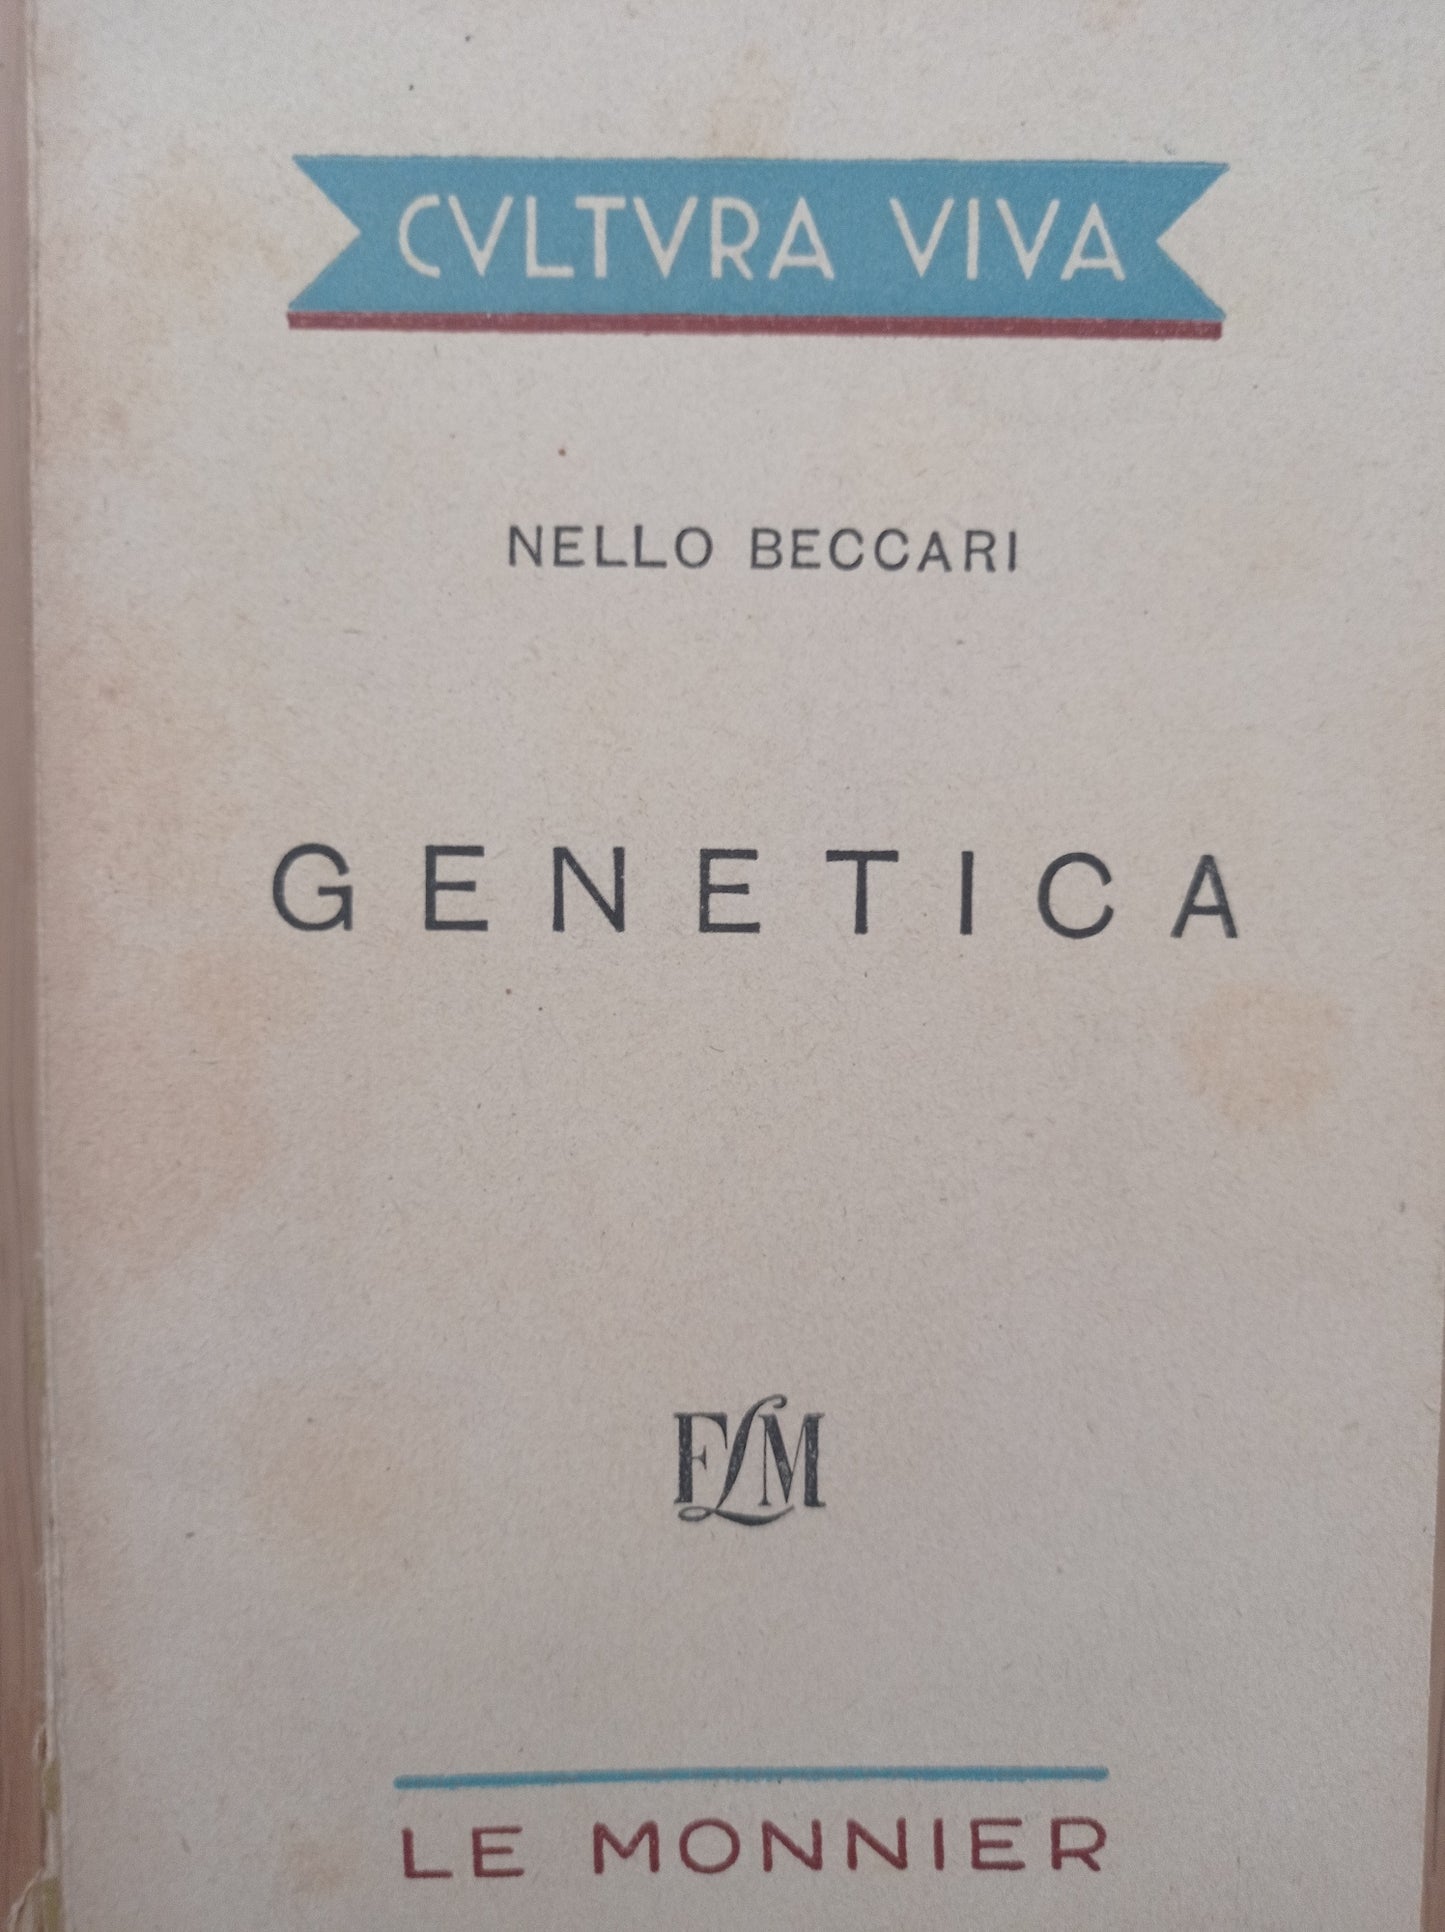 CVLTVRA VIVA
NELLO BECCARI
GENETICA
FLM
LE MONNIER